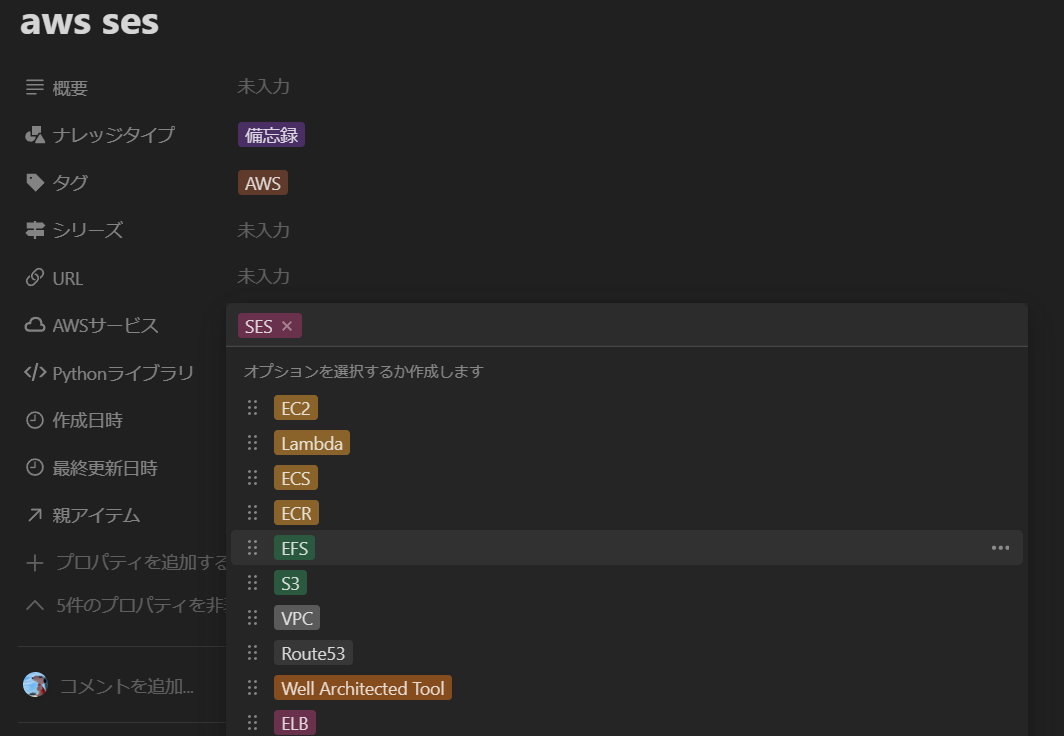 aws ses
概要 未入力
ナレッジタイプ 備忘録
タグ AWS
シリーズ 未入力
URL 未入力
AWSサービス SES ×
Pythonライブラリ オプションを選択するか作成します
EC2
作成日時
Lambda
最終更新日時
ECS
親アイテム ECR
プロパティを追加する EFS
S3
5件のプロパティを非
VPC
Route53
コメントを追加... Well Architected Tool
ELB